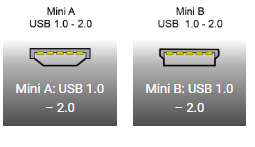 Mini A
USB 1.0 - 2.0
Mini A: USB 1.0
– 2.0
Mini B
USB 1.0 - 2.0
Mini B: USB 1.0
– 2.0